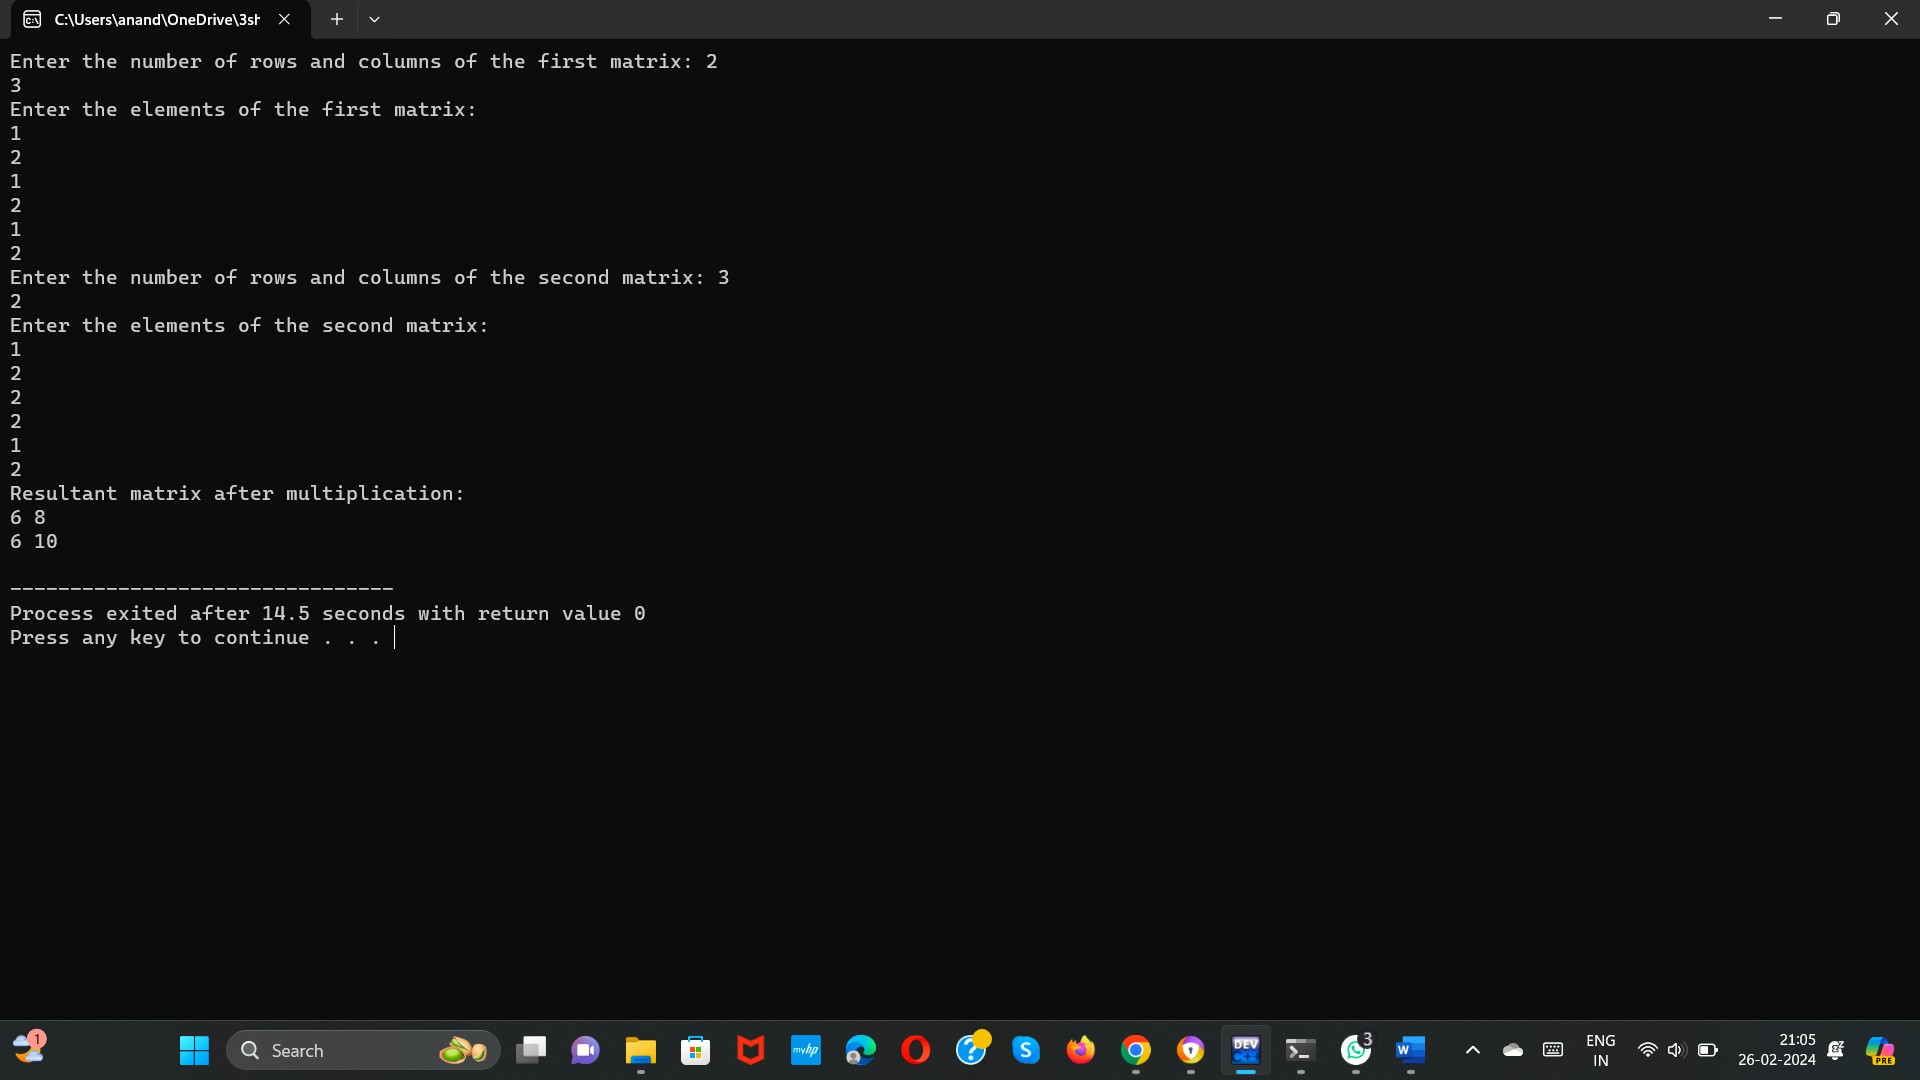 C:\Users\anand\OneDrive\3sh
Enter the number of rows and columns of the first matrix: 2
3
Enter the elements of the first matrix:
1
2
1
2
1
2
Enter the number of rows and columns of the second matrix: 3
2
Enter the elements of the second matrix:
1
2
2
2
1
2
Resultant matrix after multiplication:
6 8
6 10
--------------------------------
Process exited after 14.5 seconds with return value 0
Press any key to continue . . .
1
Search
myhp
?
S
DEV
C++
3
W
ENG
IN
21:05
26-02-2024
PRE